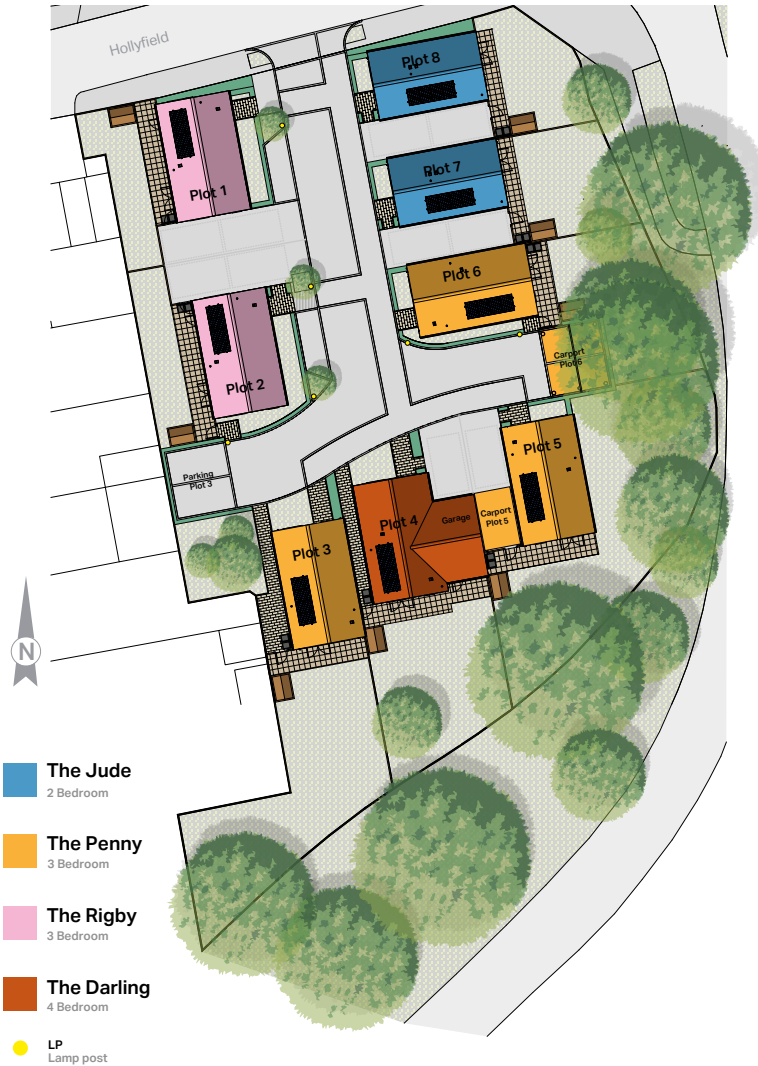 Hollyfield
Plot 8
Plot 1
Plot 7
Plot 6
Carport
Plot 6
Plot 2
Parking
Plot 3
Plot 5
Plot 4
Garage
Carport
Plot 5
Plot 3
N
The Jude
2 Bedroom
The Penny
3 Bedroom
The Rigby
3 Bedroom
The Darling
4 Bedroom
LP
Lamp post